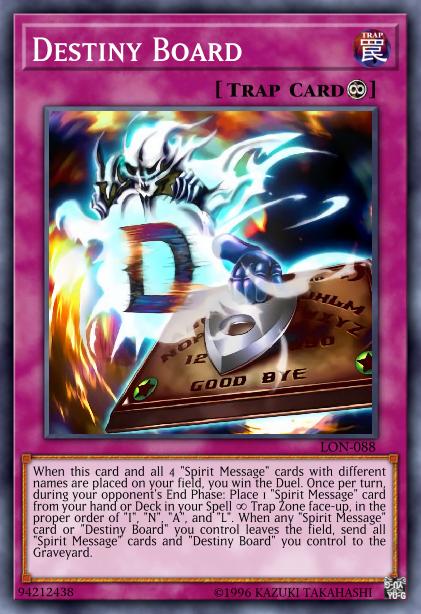 DESTINY BOARD
TRAP
罠
[TRAP CARD∞]
D
GOOD BYE
LON-088
When this card and all 4 "Spirit Message" cards with different
names are placed on your field, you win the Duel. Once per turn,
during your opponent's End Phase: Place 1 "Spirit Message" card
from your hand or Deck in your Spell ∞ Trap Zone face-up, in the
proper order of "I", "N" "A", and "L". When any "Spirit Message"
card or "Destiny Board" you control leaves the field, send all
"Spirit Message" cards and "Destiny Board" you control to the
Graveyard.
94212438
©1996 KAZUKI TAKAHASHI